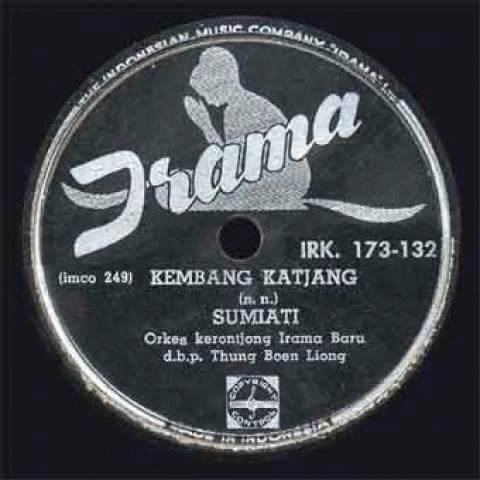 THE INDONESIAN MUSIC COMPANY "IRAMA" Ltd
Irama
IRK. 173-132
(imco 249) KEMBANG KATJANG
(n. n.)
SUMIATI
Orkes kerontjong Irama Baru
d.b.p. Thung Boen Liong
COPYRIGHT
CONTROL
MADE IN INDONESIA